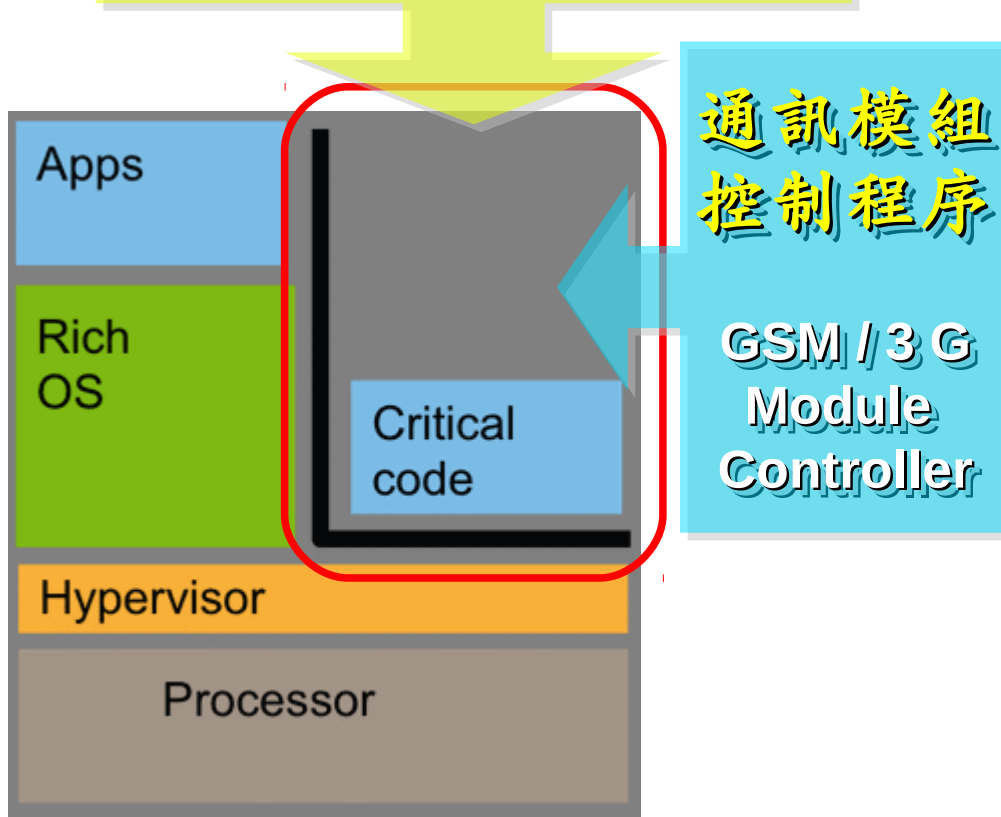 Apps
Rich
OS
Critical
code
Hypervisor
Processor
通訊模組
控制程序
GSM / 3 G
Module
Controller